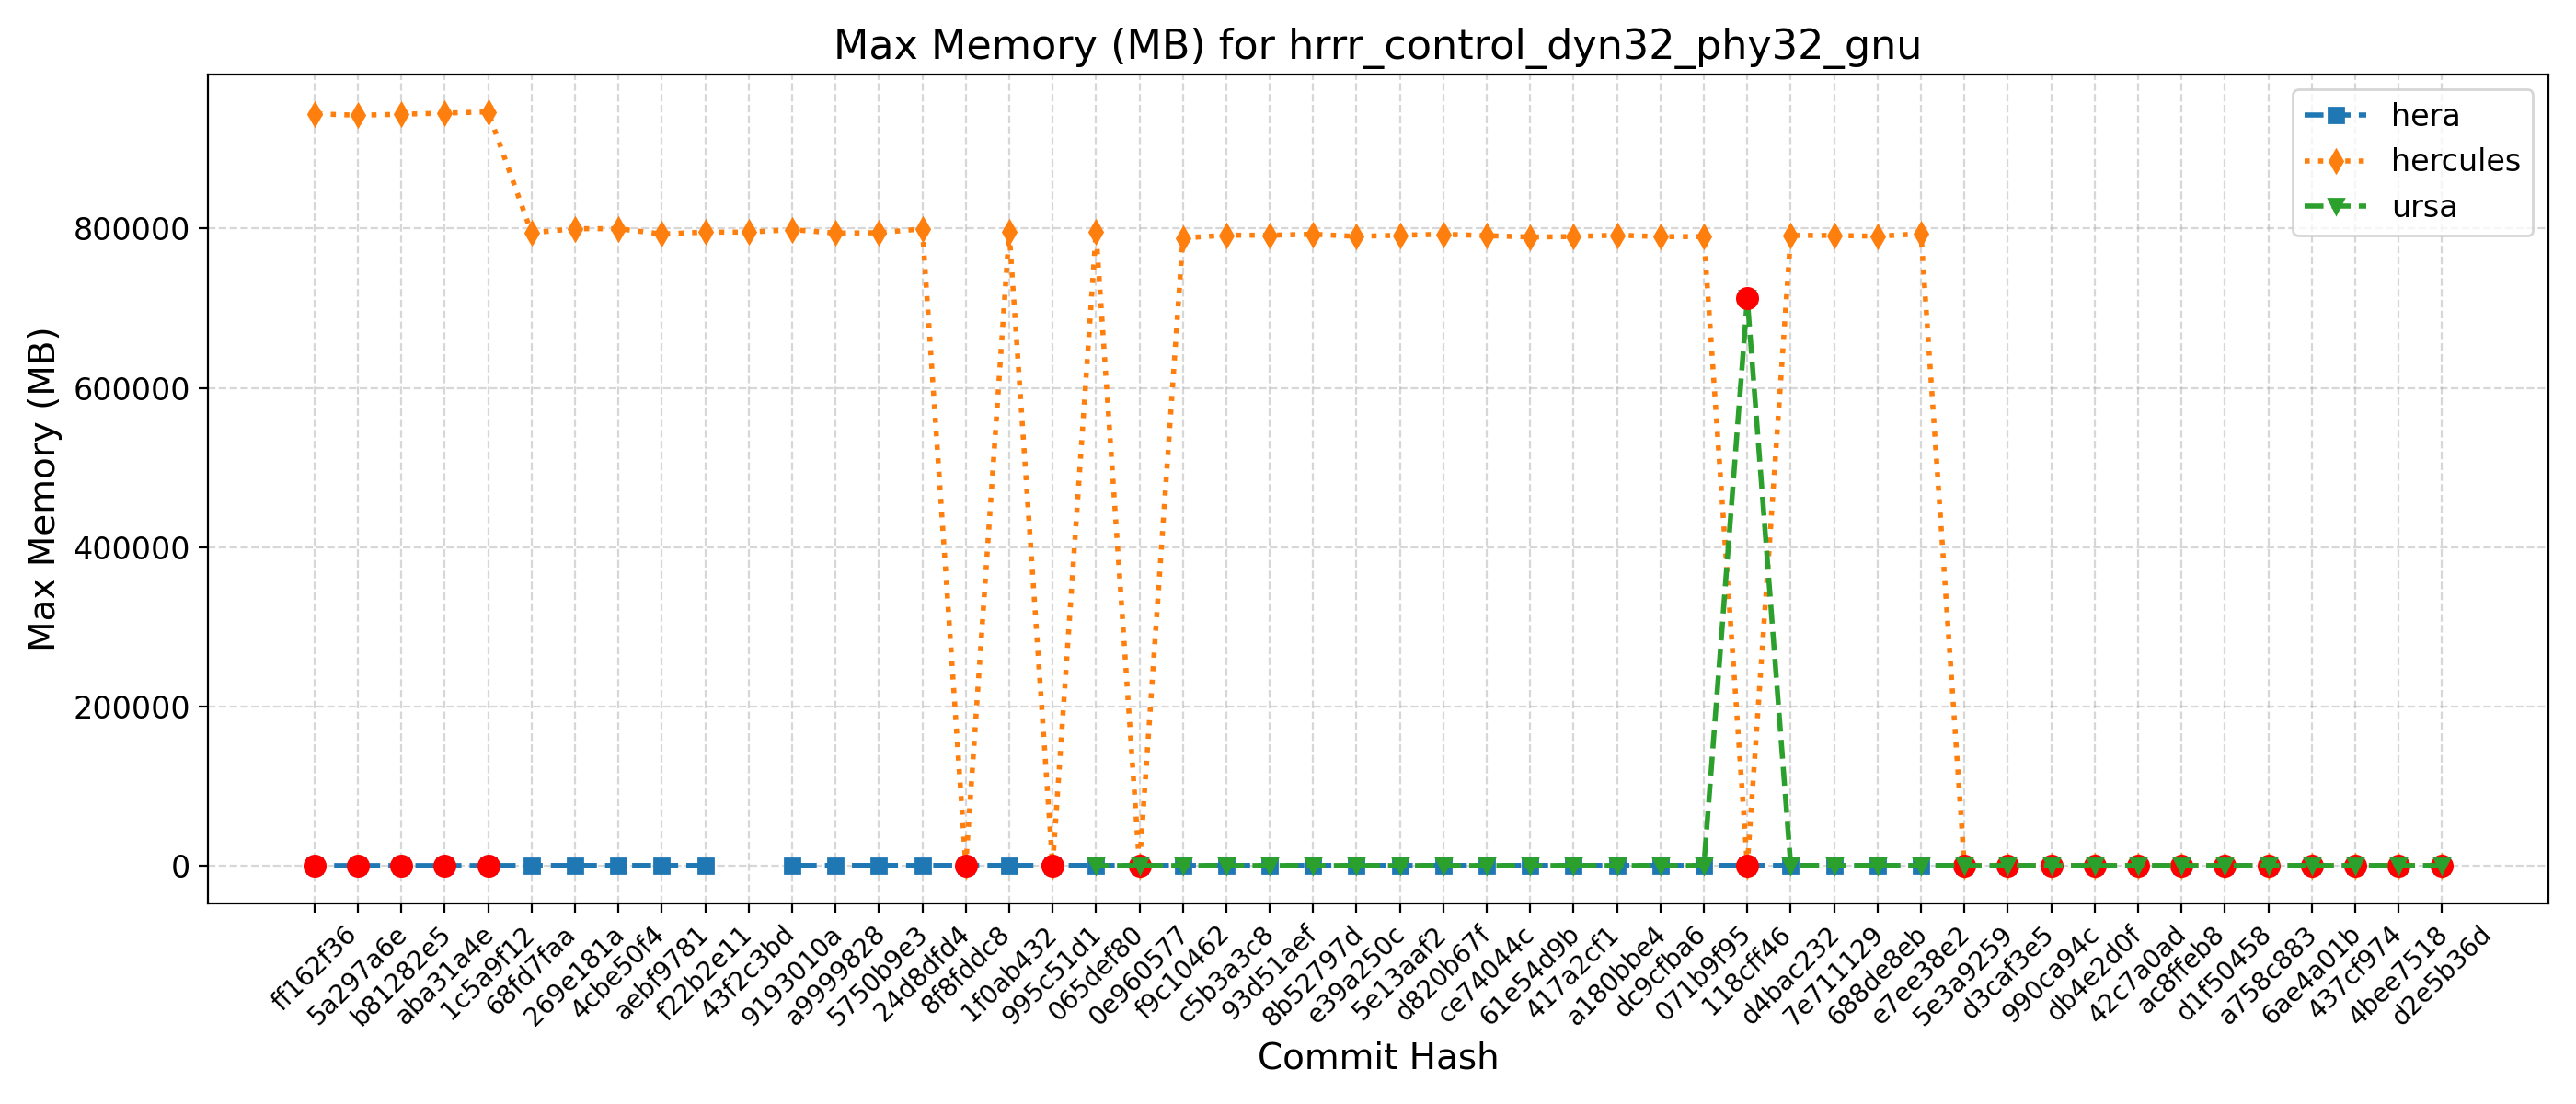 Max Memory (MB) for hrrr_control_dyn32_phy32_gnu
hera
hercules
ursa
Max Memory (MB)
800000
600000
400000
200000
0
ff162f36
5a297a6e
b81282e5
aba31a4e
1c5a9f12
68fd7faa
269e181a
4cbe50f4
aebf9781
f22b2e11
43f2c3bd
9193010a
a9999828
5750b9e3
24d8dfd4
8f8fddc8
1f0ab432
995c51d1
065def80
0e960577
f9c10462
c5b3a3c8
93d51aef
8b52797d
e39a250c
5e13aaf2
d820b67f
ce74044c
61e54d9b
417a2cf1
a180bbe4
dc9cfba6
071b9f95
118cff46
d4bac232
7e711129
688de8eb
e7ee38e2
5e3a9259
d3caf3e5
990ca94c
db4e2d0f
42c7a0ad
ac8ffeb8
d1f50458
a758c883
6ae4a01b
437cf974
4bee7518
d2e5b36d
Commit Hash